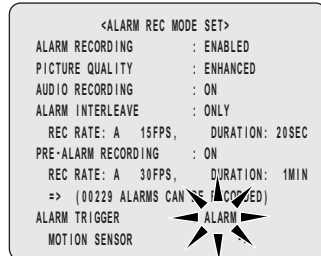 <ALARM REC MODE SET>
ALARM RECORDING : ENABLED
PICTURE QUALITY : ENHANCED
AUDIO RECORDING : ON
ALARM INTERLEAVE : ONLY
REC RATE: A 15FPS, DURATION: 20SEC
PRE-ALARM RECORDING : ON
REC RATE: A 30FPS, DURATION: 1MIN
=> (00229 ALARMS CAN BE RECORDED)
ALARM TRIGGER ALARM
MOTION SENSOR